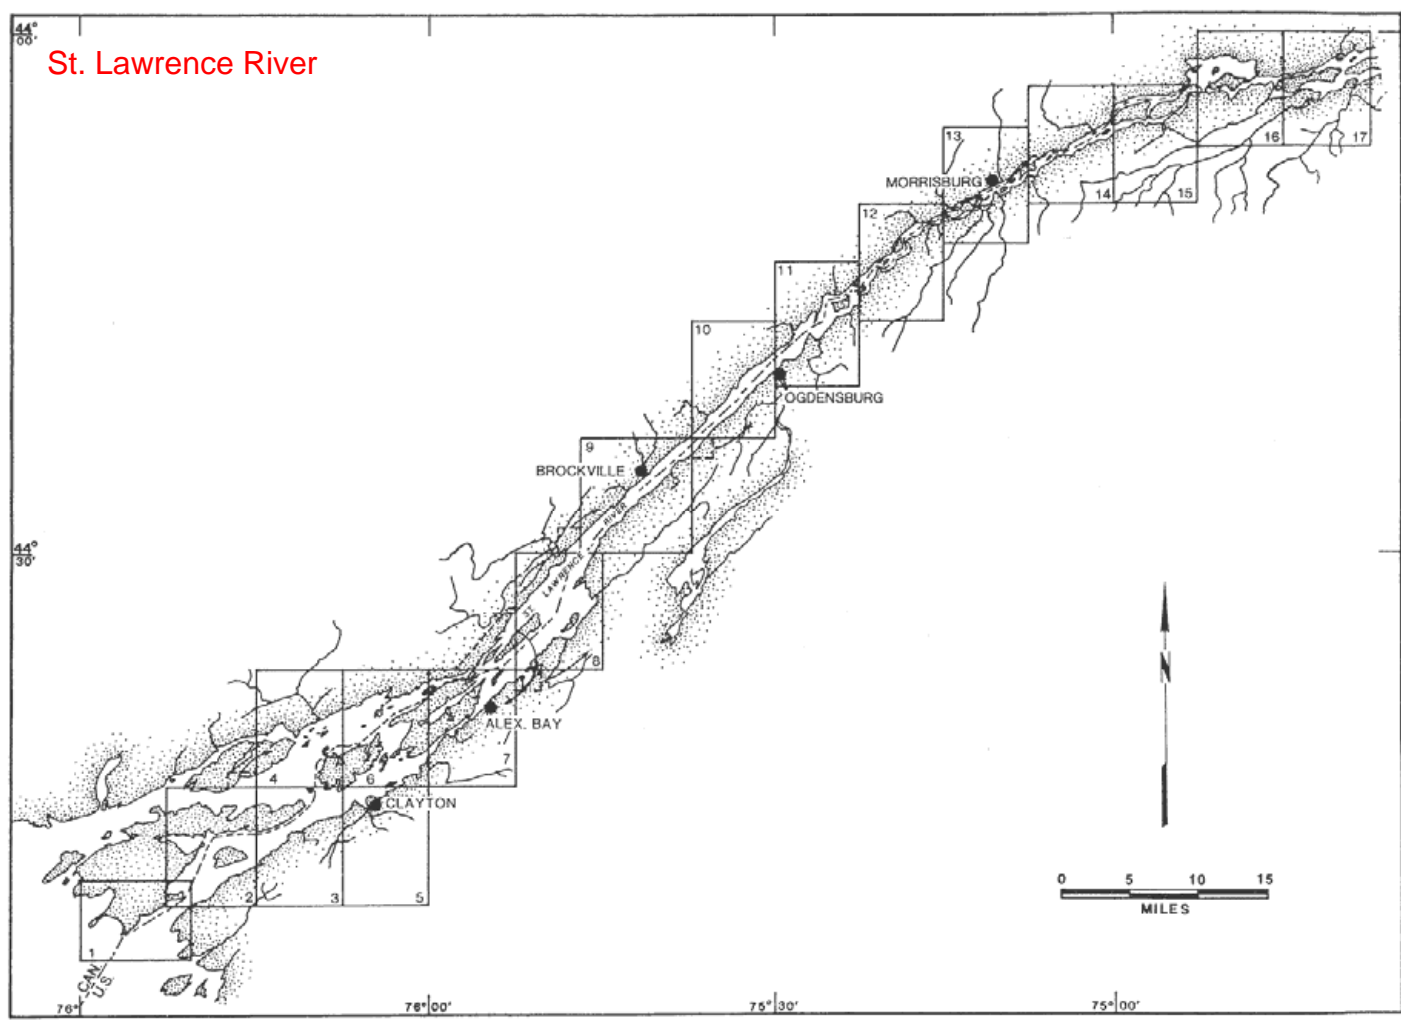 44°
00'
St. Lawrence River
13
MORRISBURG
16
17
14
15
12
11
10
OGDENSBURG
9
BROCKVILLE
44°
30'
ST. LAWRENCE RIVER
8
N
ALEX. BAY
4
6
7
CLAYTON
0 5 10 15
MILES
2
3
5
1
CAN.
U.S.
76°
76°00'
75°30'
75°00'